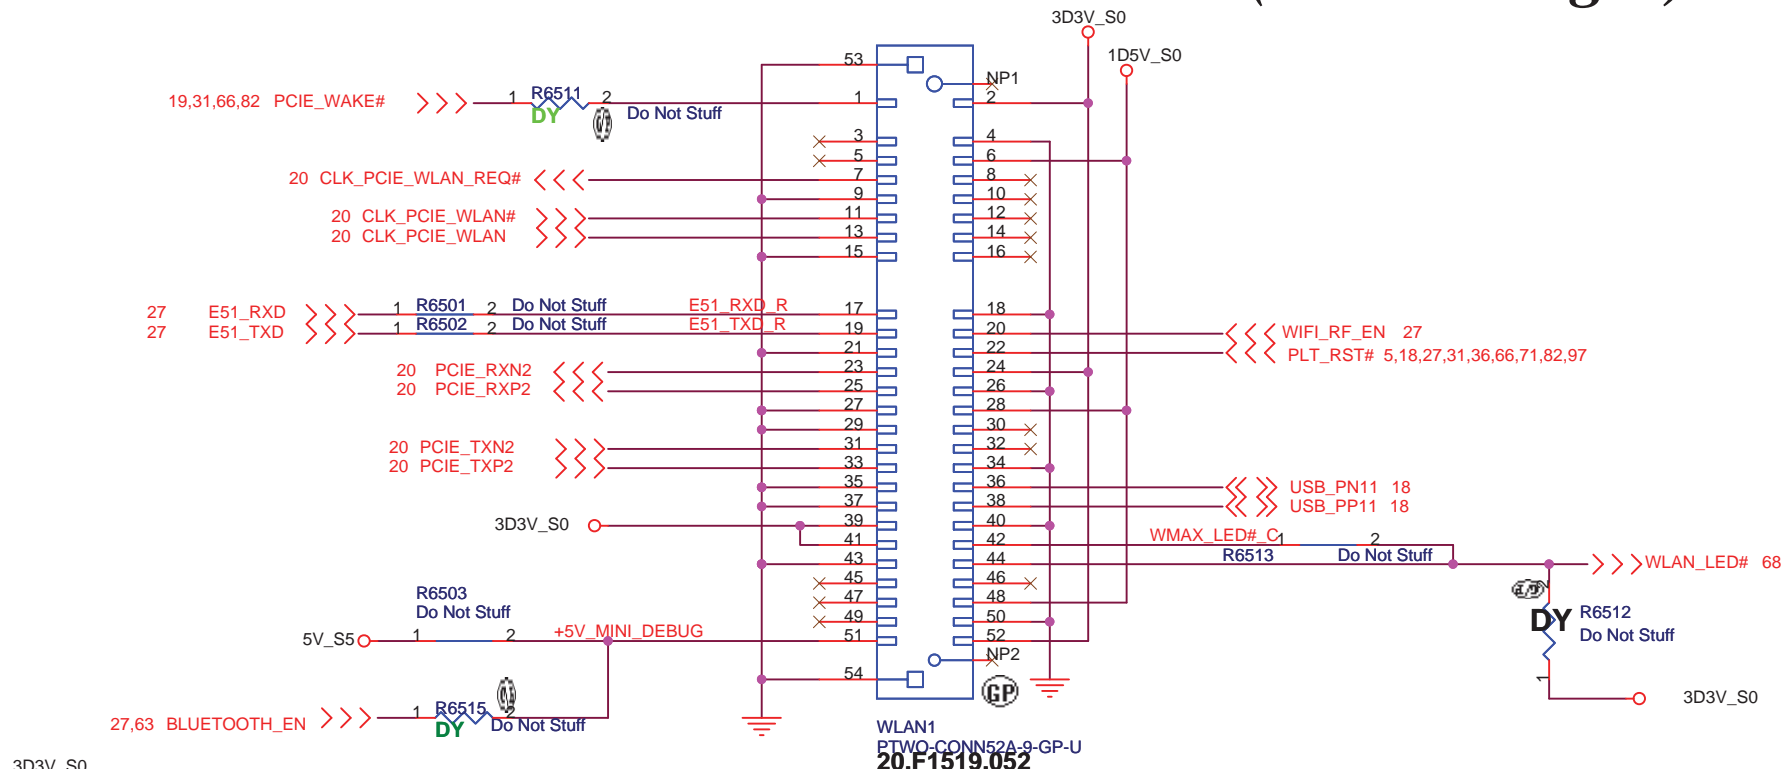 3D3V_S0
1D5V_S0
53
NP1
19,31,66,82 PCIE_WAKE# 1 R6511 2 1 2
DY Do Not Stuff
3 4
5 6
20 CLK_PCIE_WLAN_REQ# 7 8
9 10
20 CLK_PCIE_WLAN# 11 12
20 CLK_PCIE_WLAN 13 14
15 16
27 E51_RXD 1 R6501 2 Do Not Stuff E51_RXD_R 17 18
27 E51_TXD 1 R6502 2 Do Not Stuff E51_TXD_R 19 20 WIFI_RF_EN 27
21 22 PLT_RST# 5,18,27,31,36,66,71,82,97
20 PCIE_RXN2 23 24
20 PCIE_RXP2 25 26
27 28
29 30
20 PCIE_TXN2 31 32
20 PCIE_TXP2 33 34
35 36 USB_PN11 18
37 38 USB_PP11 18
3D3V_S0 39 40
41 42 WMAX_LED#_C 1 2
R6513 Do Not Stuff
43 44 WLAN_LED# 68
45 46
R6503
Do Not Stuff
47 48
49 50
5V_S5 1 2 +5V_MINI_DEBUG 51 52
2
DY R6512
Do Not Stuff
1
3D3V_S0
NP2
54
GP
27,63 BLUETOOTH_EN 1 R6515 2
DY Do Not Stuff
WLAN1
PTWO-CONN52A-9-GP-U
20.F1519.052
3D3V_S0